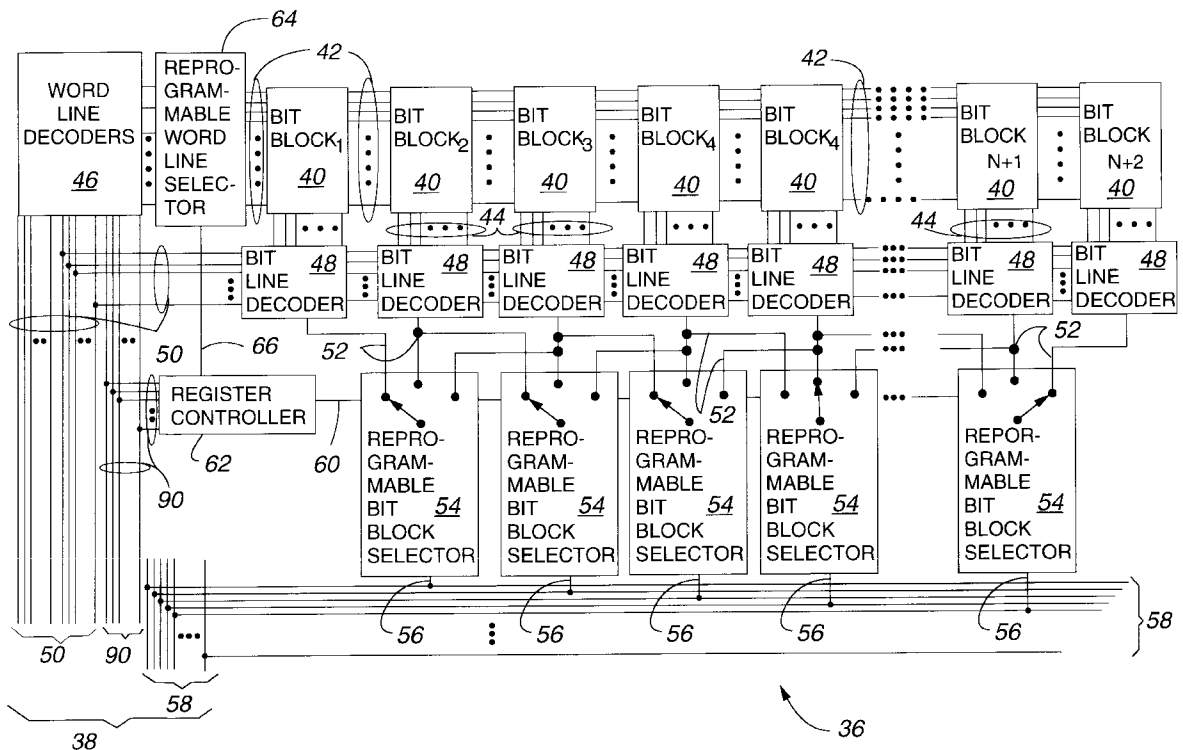 64
42
42
WORD
LINE
DECODERS
46
REPRO-
GRAM-
MABLE
WORD
LINE
SELEC-
TOR
BIT
BLOCK1
40
BIT
BLOCK2
40
BIT
BLOCK3
40
BIT
BLOCK4
40
BIT
BLOCK4
40
BIT
BLOCK
N+1
40
BIT
BLOCK
N+2
40
44
44
BIT
LINE
DECODER
48
BIT
LINE
DECODER
48
BIT
LINE
DECODER
48
BIT
LINE
DECODER
48
BIT
LINE
DECODER
48
BIT
LINE
DECODER
48
BIT
LINE
DECODER
48
50
66
52
52
52
REGISTER
CONTROLLER
62
60
90
REPRO-
GRAM-
MABLE
BIT
BLOCK
SELECTOR
54
REPRO-
GRAM-
MABLE
BIT
BLOCK
SELECTOR
54
REPRO-
GRAM-
MABLE
BIT
BLOCK
SELECTOR
54
REPRO-
GRAM-
MABLE
BIT
BLOCK
SELECTOR
54
REPOR-
GRAM-
MABLE
BIT
BLOCK
SELECTOR
54
56
56
56
56
56
58
50
90
58
38
36